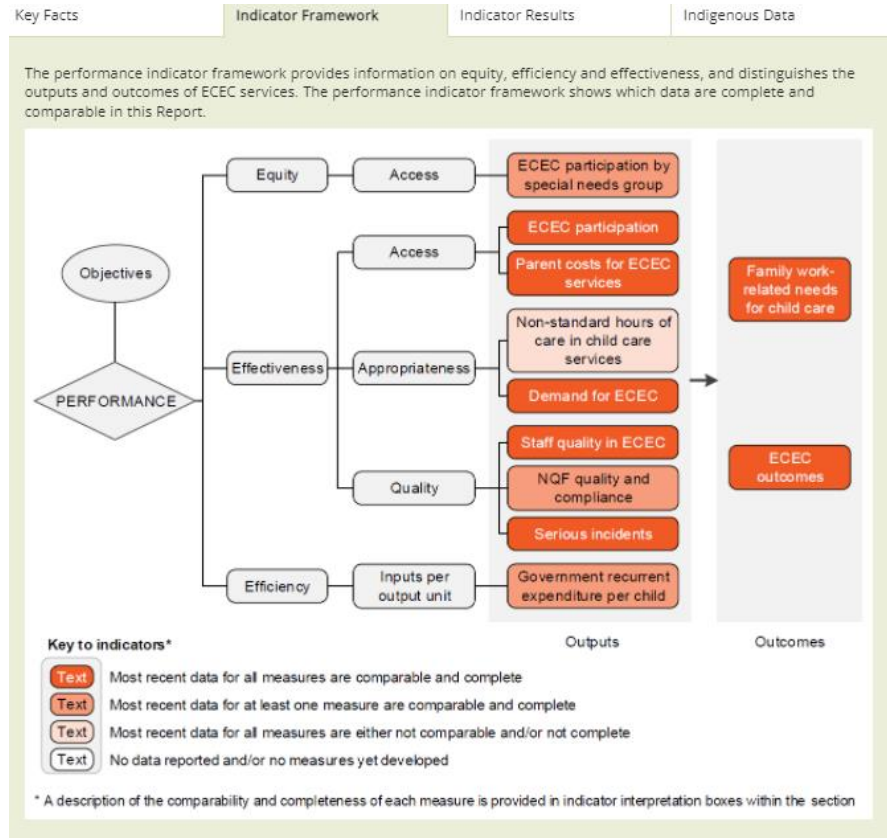 Key Facts
Indicator Framework
Indicator Results
Indigenous Data
The performance indicator framework provides information on equity, efficiency and effectiveness, and distinguishes the
outputs and outcomes of ECEC services. The performance indicator framework shows which data are complete and
comparable in this Report.
Objectives
PERFORMANCE
Equity
Access
ECEC participation by
special needs group
Effectiveness
Access
ECEC participation
Parent costs for ECEC
services
Appropriateness
Non-standard hours of
care in child care
services
Demand for ECEC
Quality
Staff quality in ECEC
NQF quality and
compliance
Serious incidents
Efficiency
Inputs per
output unit
Government recurrent
expenditure per child
Family work-
related needs
for child care
ECEC
outcomes
Outputs
Outcomes
Key to indicators*
Text Most recent data for all measures are comparable and complete
Text Most recent data for at least one measure are comparable and complete
Text Most recent data for all measures are either not comparable and/or not complete
Text No data reported and/or no measures yet developed
* A description of the comparability and completeness of each measure is provided in indicator interpretation boxes within the section